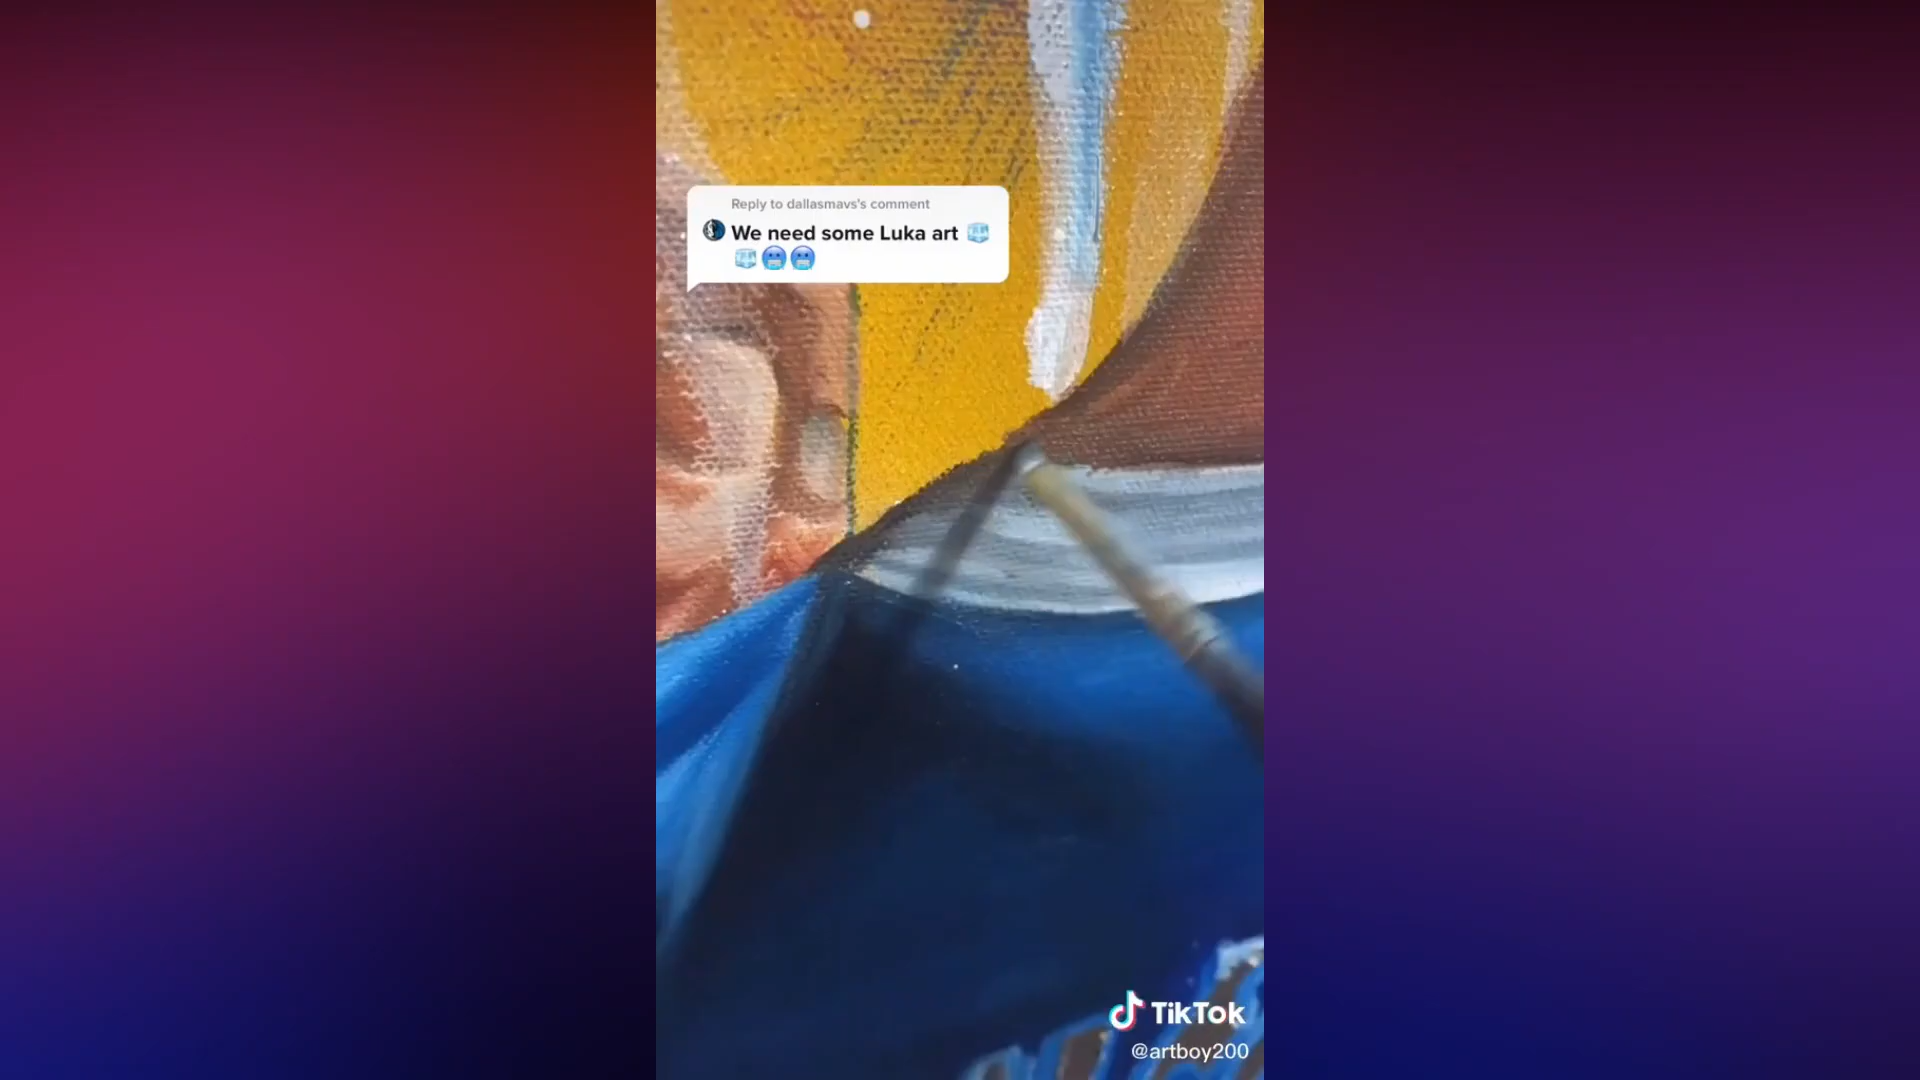 Reply to dallasmavs's comment
We need some Luka art 🧊
🧊🥶🥶
TikTok
@artboy200